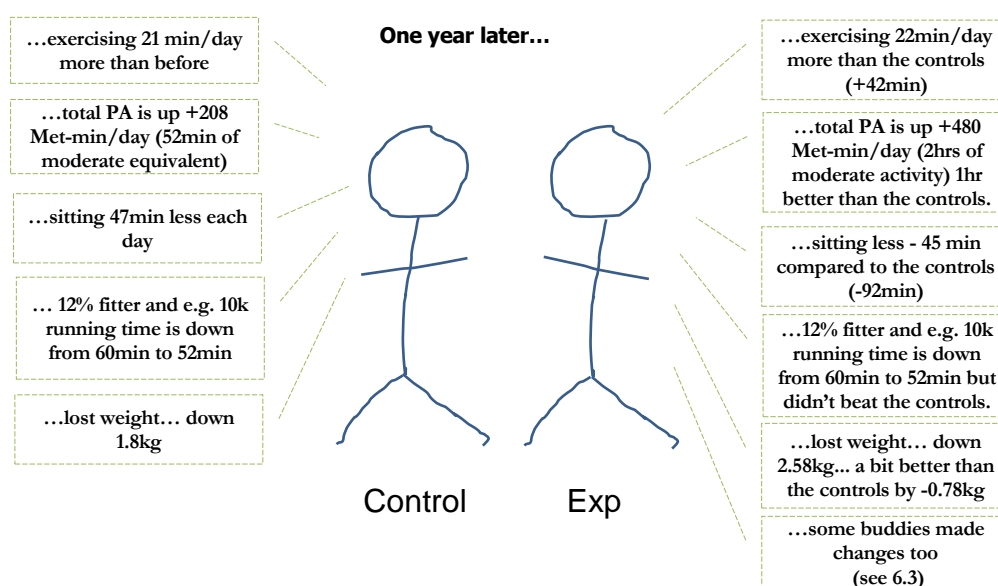 One year later…
…exercising 21 min/day
more than before
…total PA is up +208
Met-min/day (52min of
moderate equivalent)
…sitting 47min less each
day
… 12% fitter and e.g. 10k
running time is down
from 60min to 52min
…lost weight… down
1.8kg
Control
Exp
…exercising 22min/day
more than the controls
(+42min)
…total PA is up +480
Met-min/day (2hrs of
moderate activity) 1hr
better than the controls.
…sitting less - 45 min
compared to the controls
(-92min)
…12% fitter and e.g. 10k
running time is down
from 60min to 52min but
didn’t beat the controls.
…lost weight… down
2.58kg... a bit better than
the controls by -0.78kg
…some buddies made
changes too
(see 6.3)